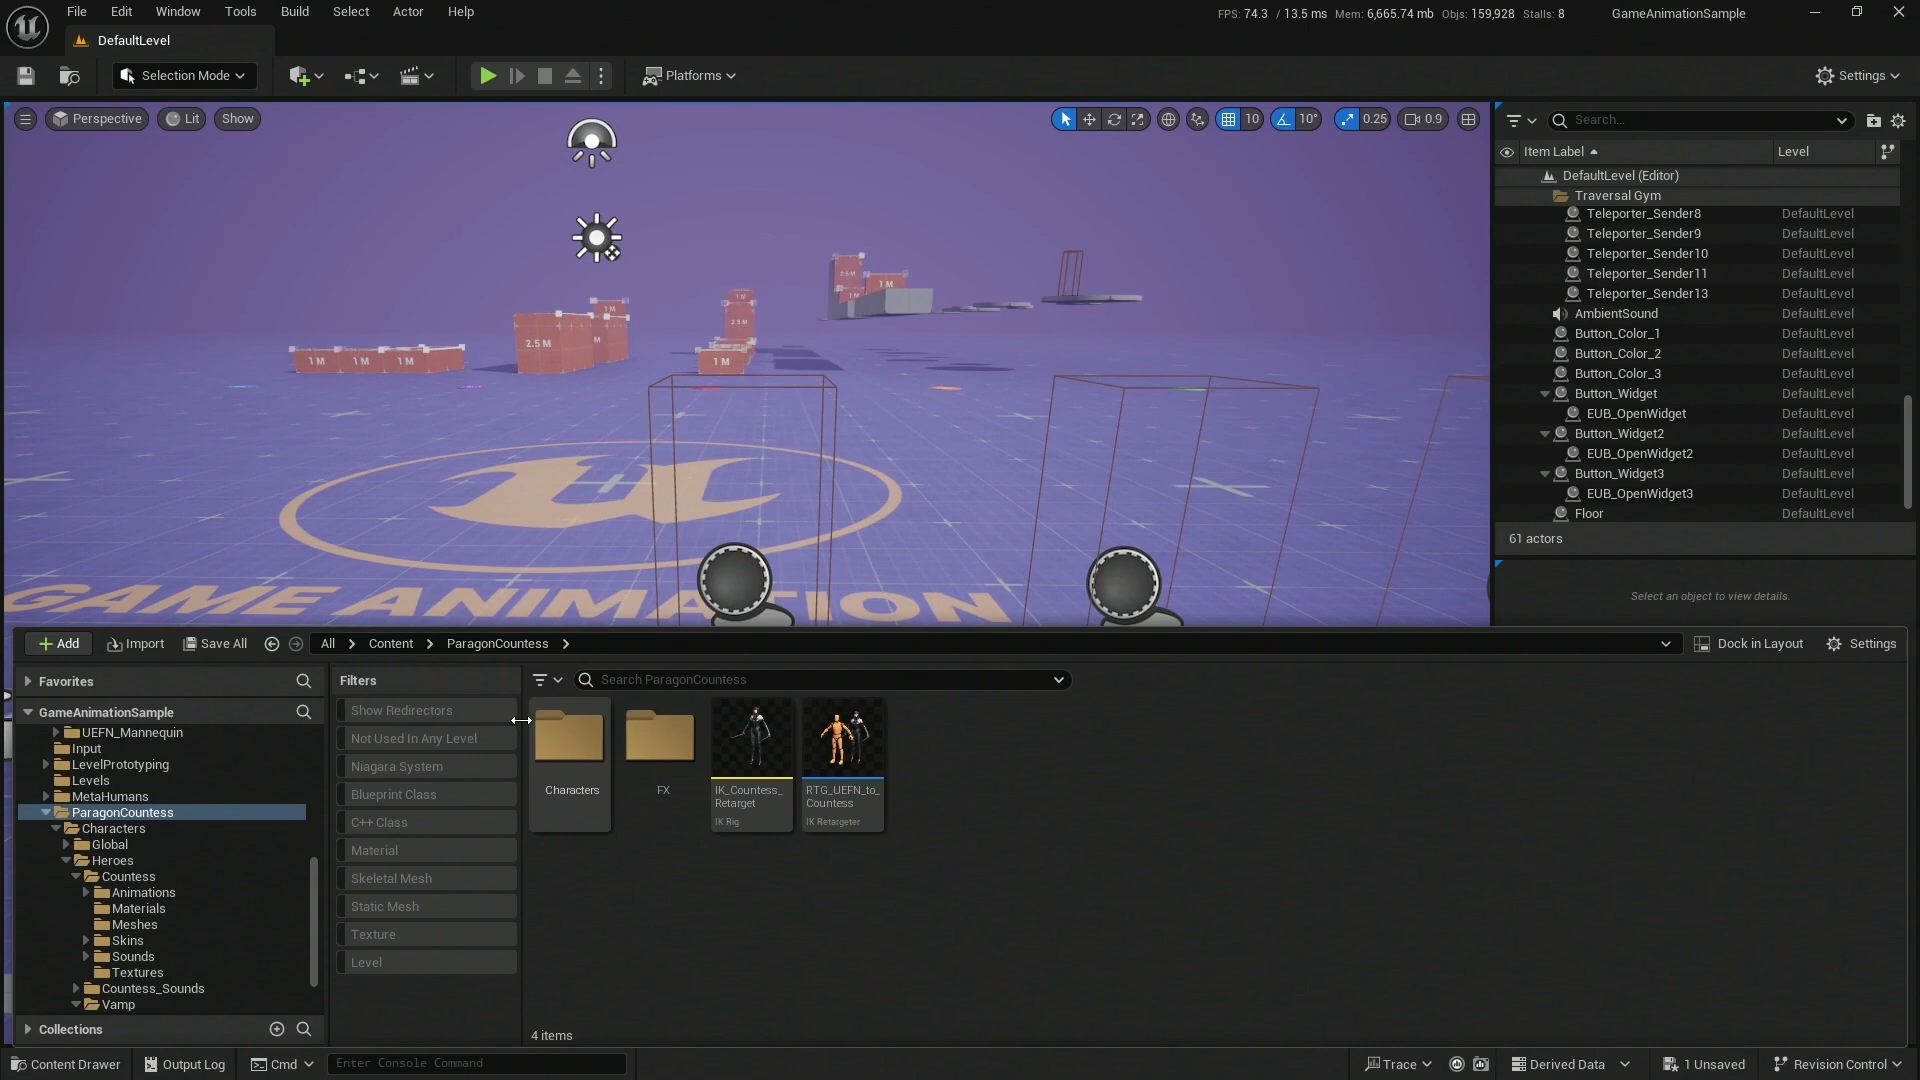 File Edit Window Tools Build Select Actor Help
FPS: 74.3 / 13.5 ms Mem: 6,665.74 mb Objs: 159,928 Stalls: 8 GameAnimationSample
DefaultLevel
Selection Mode Platforms Settings
Perspective Lit Show 10 10° 0.25 0.9
Search...
Item Label Level
DefaultLevel (Editor)
Traversal Gym
Teleporter_Sender8 DefaultLevel
Teleporter_Sender9 DefaultLevel
Teleporter_Sender10 DefaultLevel
Teleporter_Sender11 DefaultLevel
Teleporter_Sender13 DefaultLevel
AmbientSound DefaultLevel
Button_Color_1 DefaultLevel
Button_Color_2 DefaultLevel
Button_Color_3 DefaultLevel
Button_Widget DefaultLevel
EUB_OpenWidget DefaultLevel
Button_Widget2 DefaultLevel
EUB_OpenWidget2 DefaultLevel
Button_Widget3 DefaultLevel
EUB_OpenWidget3 DefaultLevel
Floor DefaultLevel
61 actors
Select an object to view details.
2.5 M 1 M 1 M
1 M 1 M
2.5 M M 2.5 M
1 M 1 M 1 M 1 M
GAME ANIMATION
Add Import Save All All Content ParagonCountess Dock in Layout Settings
Favorites
GameAnimationSample
UEFN_Mannequin
Input
LevelPrototyping
Levels
MetaHumans
ParagonCountess
Characters
Global
Heroes
Countess
Animations
Materials
Meshes
Skins
Sounds
Textures
Countess_Sounds
Vamp
Collections
Filters
Show Redirectors
Not Used In Any Level
Niagara System
Blueprint Class
C++ Class
Material
Skeletal Mesh
Static Mesh
Texture
Level
Search ParagonCountess
Characters
FX
IK_Countess_
Retarget
IK Rig
RTG_UEFN_to_
Countess
IK Retargeter
4 items
Content Drawer Output Log Cmd Enter Console Command Trace Derived Data 1 Unsaved Revision Control